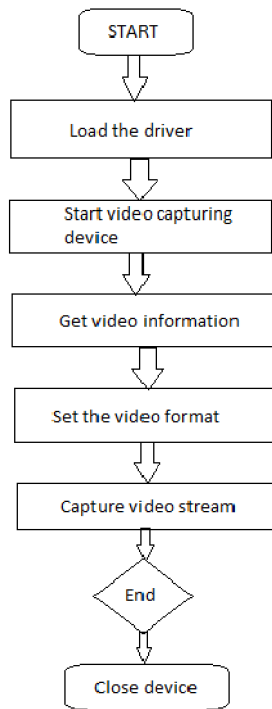 START
Load the driver
Start video capturing
device
Get video information
Set the video format
Capture video stream
End
Close device